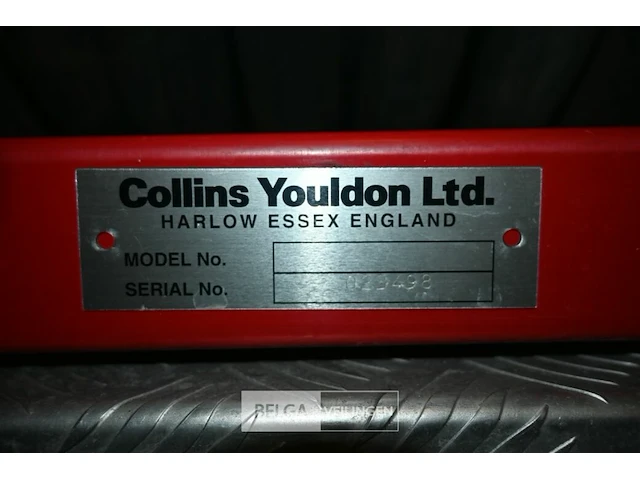 Collins Youldon Ltd.
HARLOW ESSEX ENGLAND
MODEL No.
SERIAL No.
BELGA VEILINGEN